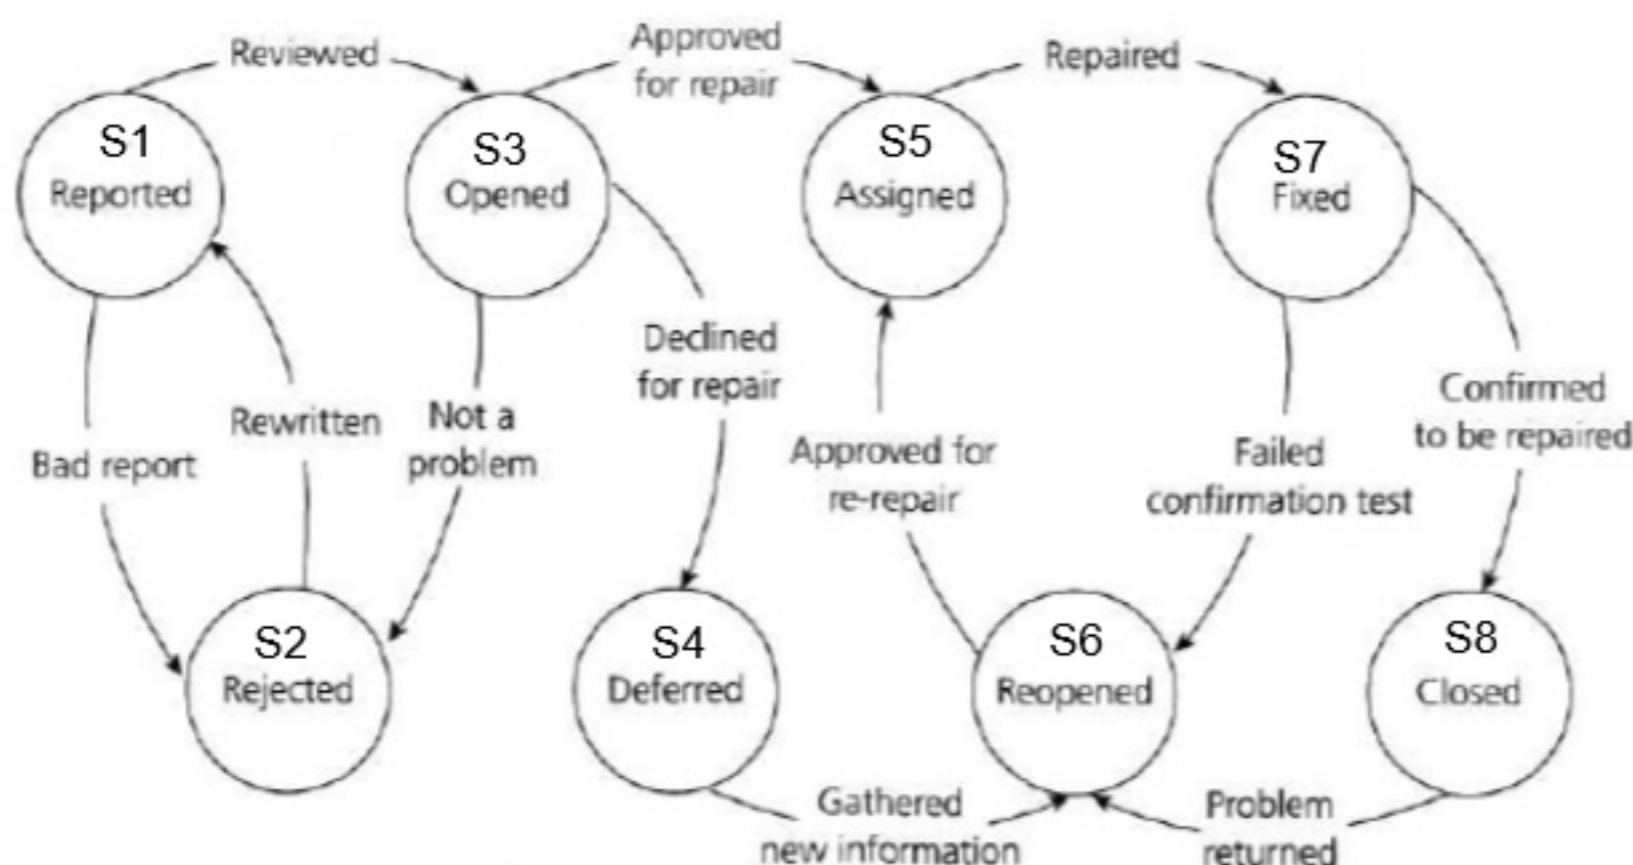 Reviewed
Approved
for repair
Repaired
S1
Reported
S3
Opened
S5
Assigned
S7
Fixed
Declined
for repair
Confirmed
to be repaired
Rewritten
Not a
problem
Bad report
Approved for
re-repair
Failed
confirmation test
S2
Rejected
S4
Deferred
S6
Reopened
S8
Closed
Gathered
new information
Problem
returned